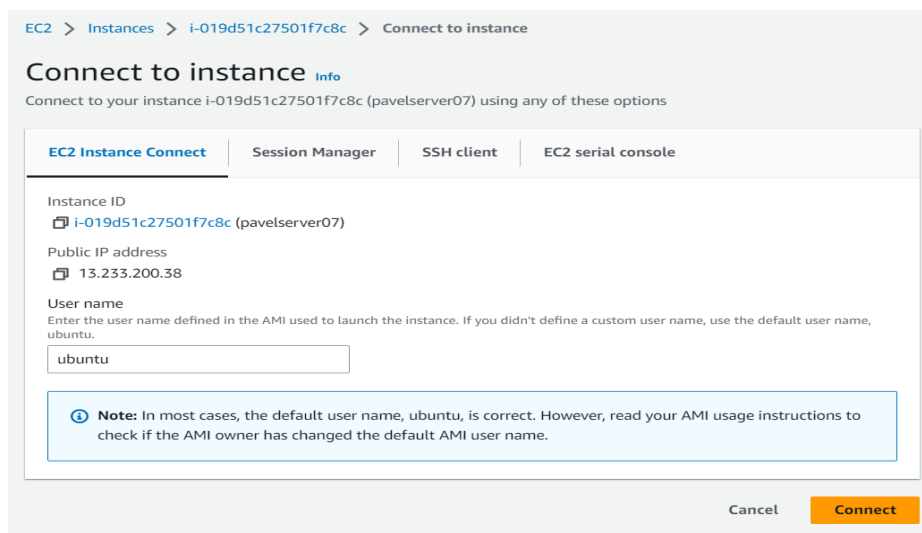 EC2 > Instances > i-019d51c27501f7c8c > Connect to instance
Connect to instance Info
Connect to your instance i-019d51c27501f7c8c (pavelserver07) using any of these options
EC2 Instance Connect Session Manager SSH client EC2 serial console
Instance ID
i-019d51c27501f7c8c (pavelserver07)
Public IP address
13.233.200.38
User name
Enter the user name defined in the AMI used to launch the instance. If you didn't define a custom user name, use the default user name,
ubuntu.
ubuntu
Note: In most cases, the default user name, ubuntu, is correct. However, read your AMI usage instructions to
check if the AMI owner has changed the default AMI user name.
Cancel Connect